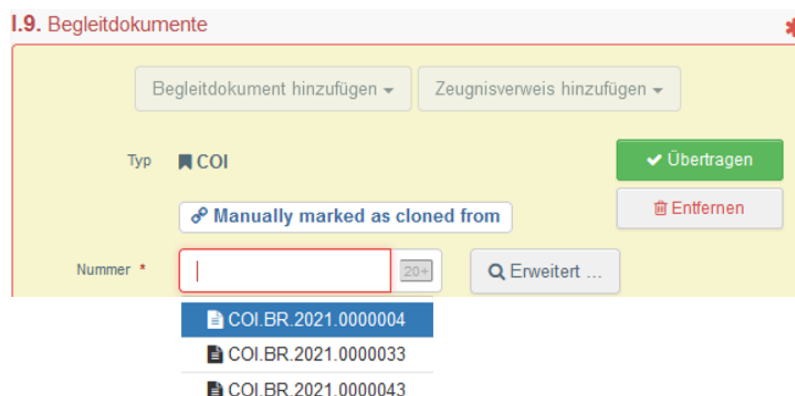 I.9. Begleitdokumente *
Begleitdokument hinzufügen Zeugnisverweis hinzufügen
Typ COI Übertragen
Manually marked as cloned from Entfernen
Nummer * 20+ Erweitert ...
COI.BR.2021.0000004
COI.BR.2021.0000033
COI.BR.2021.0000043